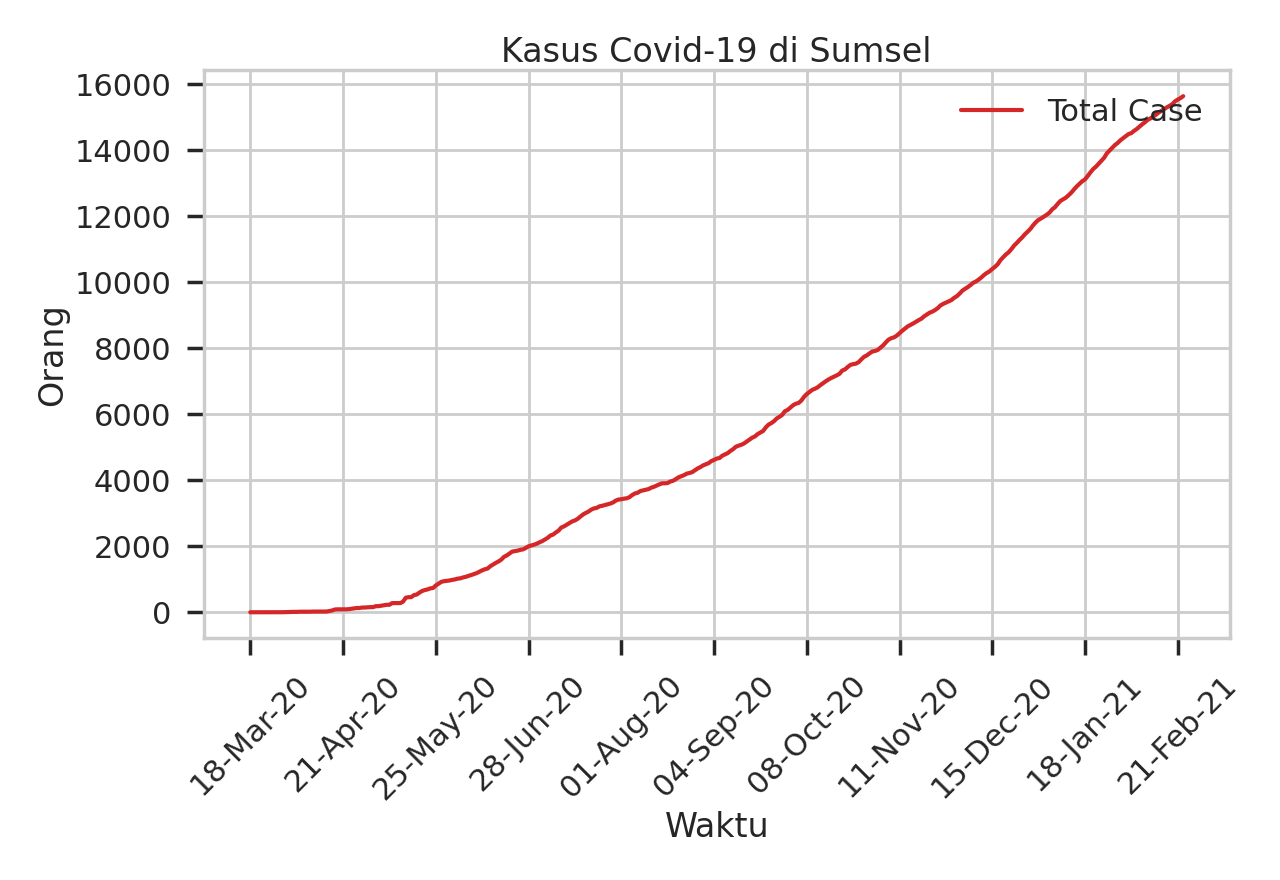 Kasus Covid-19 di Sumsel
Total Case
Orang
16000
14000
12000
10000
8000
6000
4000
2000
0
18-Mar-20
21-Apr-20
25-May-20
28-Jun-20
01-Aug-20
04-Sep-20
08-Oct-20
11-Nov-20
15-Dec-20
18-Jan-21
21-Feb-21
Waktu